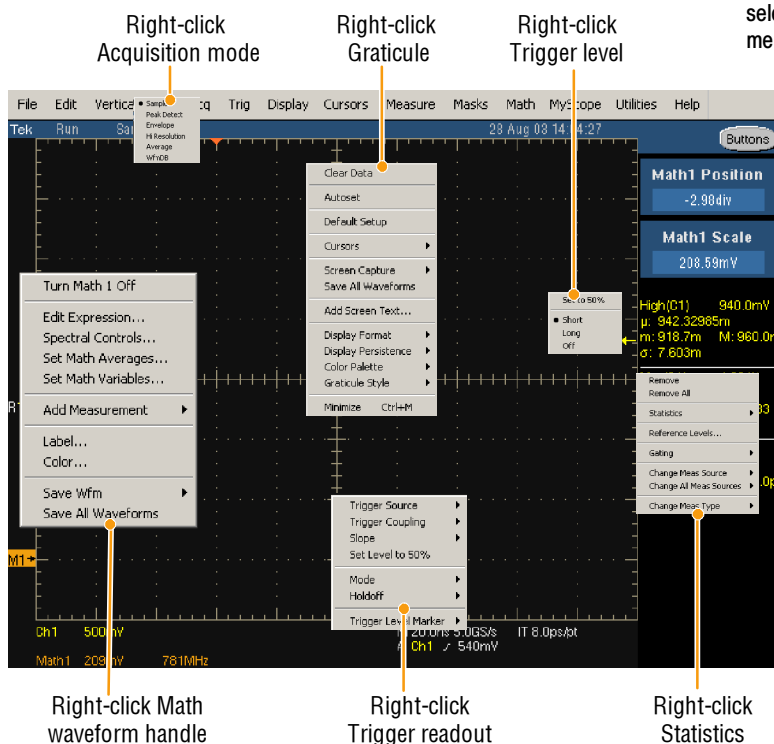 Right-click
Acquisition mode
Right-click
Graticule
Right-click
Trigger level
File Edit Trig Display Cursors Measure Masks Math MyScope Utilities Help
Tek Run 28 Aug 03
Buttons
Peak Detect
Envelope
Hi Resolution
Average
WfmDB
Math1 Position
-2.98div
Math1 Scale
208.59mV
Clear Data
Autoset
Default Setup
Cursors
Screen Capture
Save All Waveforms
Add Screen Text...
Display Format
Display Persistence
Color Palette
Graticule Style
Minimize Ctrl+M
Set to 50%
Short
Long
Off
High(C1) 940.0mV
µ: 942.32985m
m: 918.7m M: 960.0m
σ: 7.603m
Turn Math 1 Off
Edit Expression...
Spectral Controls...
Set Math Averages...
Set Math Variables...
Add Measurement
Label...
Color...
Save Wfm
Save All Waveforms
Remove
Remove All
Statistics
Reference Levels...
Gating
Change Meas Source
Change All Meas Sources
Change Meas Type
Trigger Source
Trigger Coupling
Slope
Set Level to 50%
Mode
Holdoff
Trigger Level Marker
M1
Ch1 500mV
20.0ns 5.0GS/s IT 8.0ps/pt
Ch1 540mV
Math1 209mV 781MHz
Right-click Math
waveform handle
Right-click
Trigger readout
Right-click
Statistics